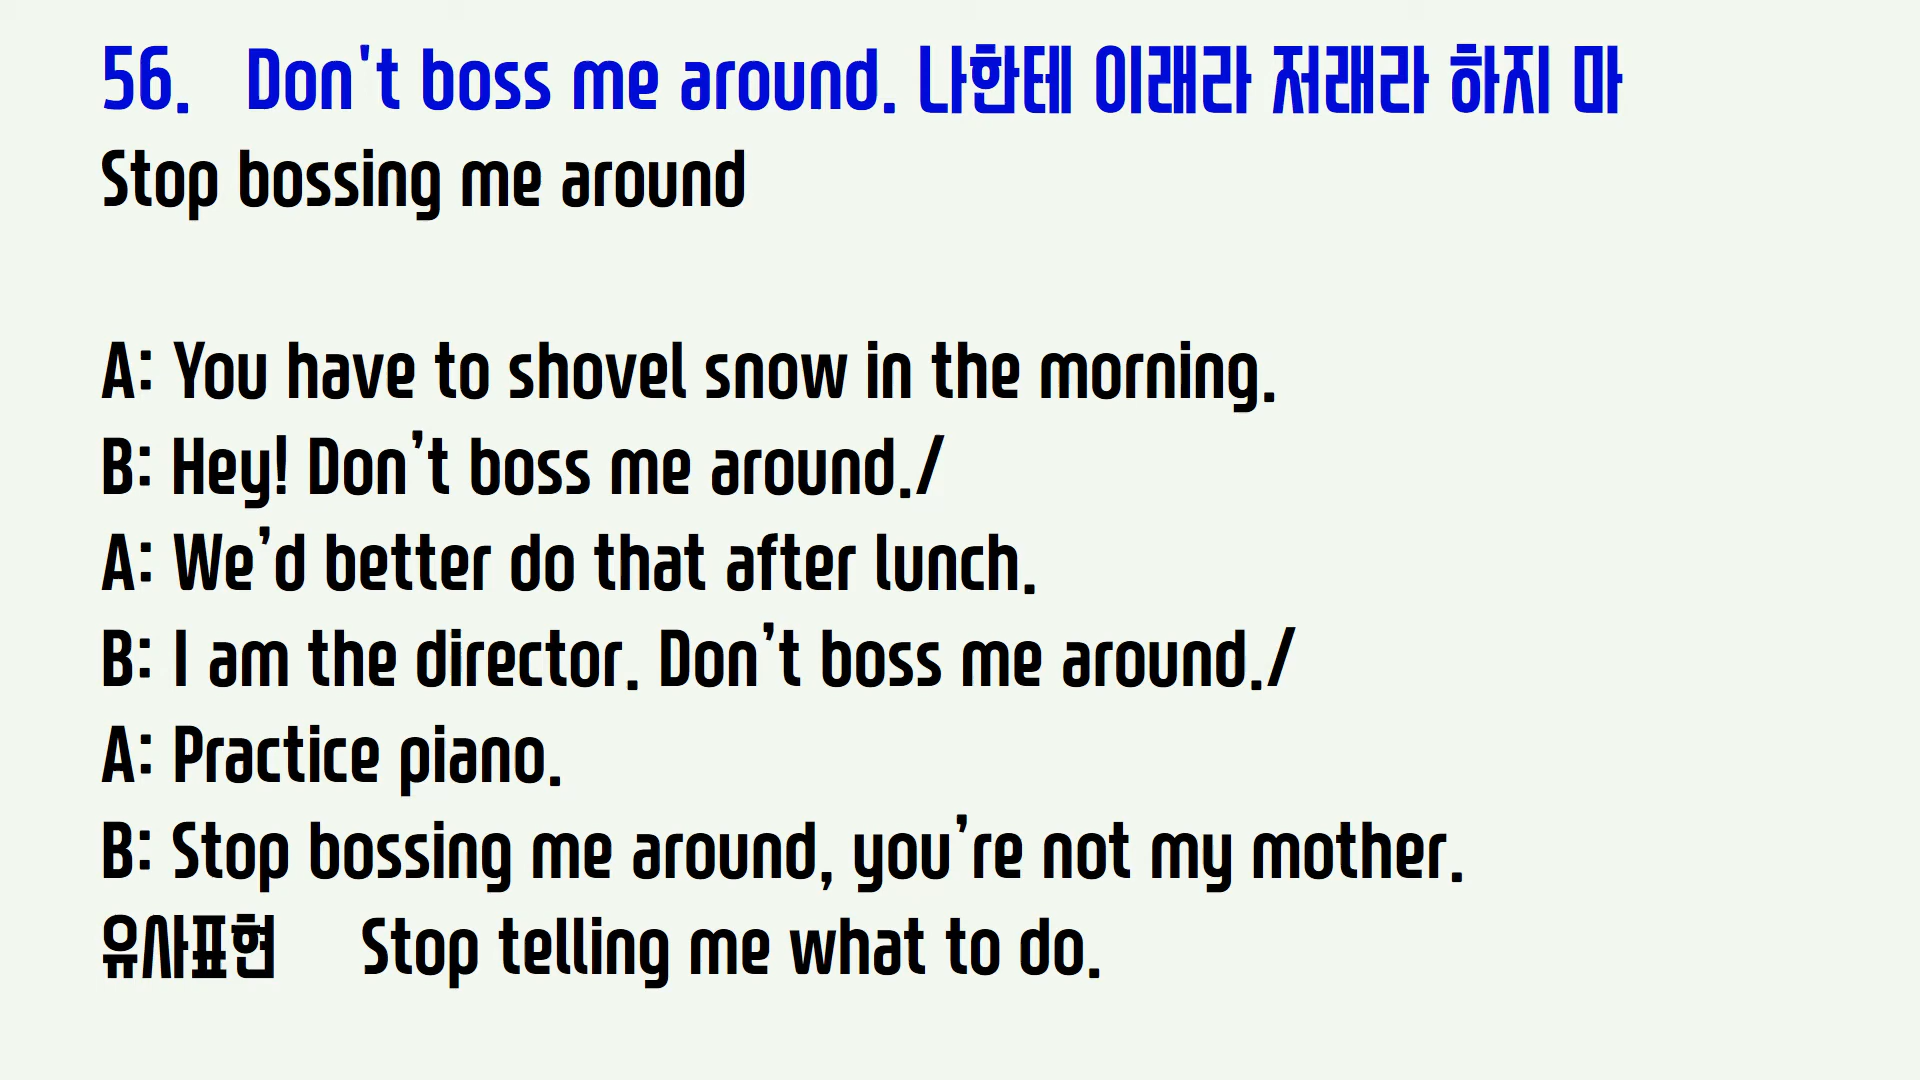 56. Don't boss me around. 나한테 이래라 저래라 하지 마
Stop bossing me around
A: You have to shovel snow in the morning.
B: Hey! Don’t boss me around./
A: We’d better do that after lunch.
B: I am the director. Don’t boss me around./
A: Practice piano.
B: Stop bossing me around, you’re not my mother.
유사표현 Stop telling me what to do.